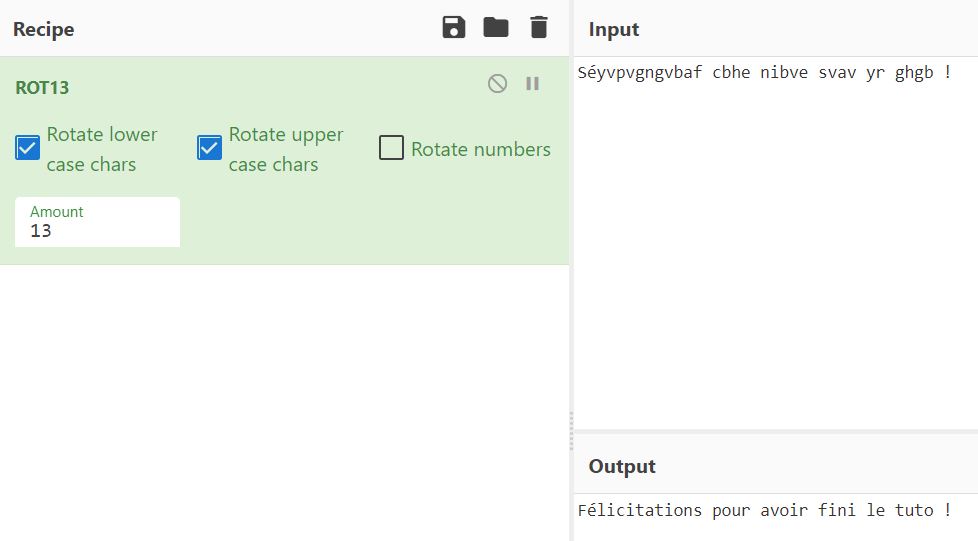 Recipe
ROT13
Rotate lower
case chars
Rotate upper
case chars
Rotate numbers
Amount
13
Input
Séyvpvgngvbaf cbhe nibve svav yr ghgb !
Output
Félicitations pour avoir fini le tuto !